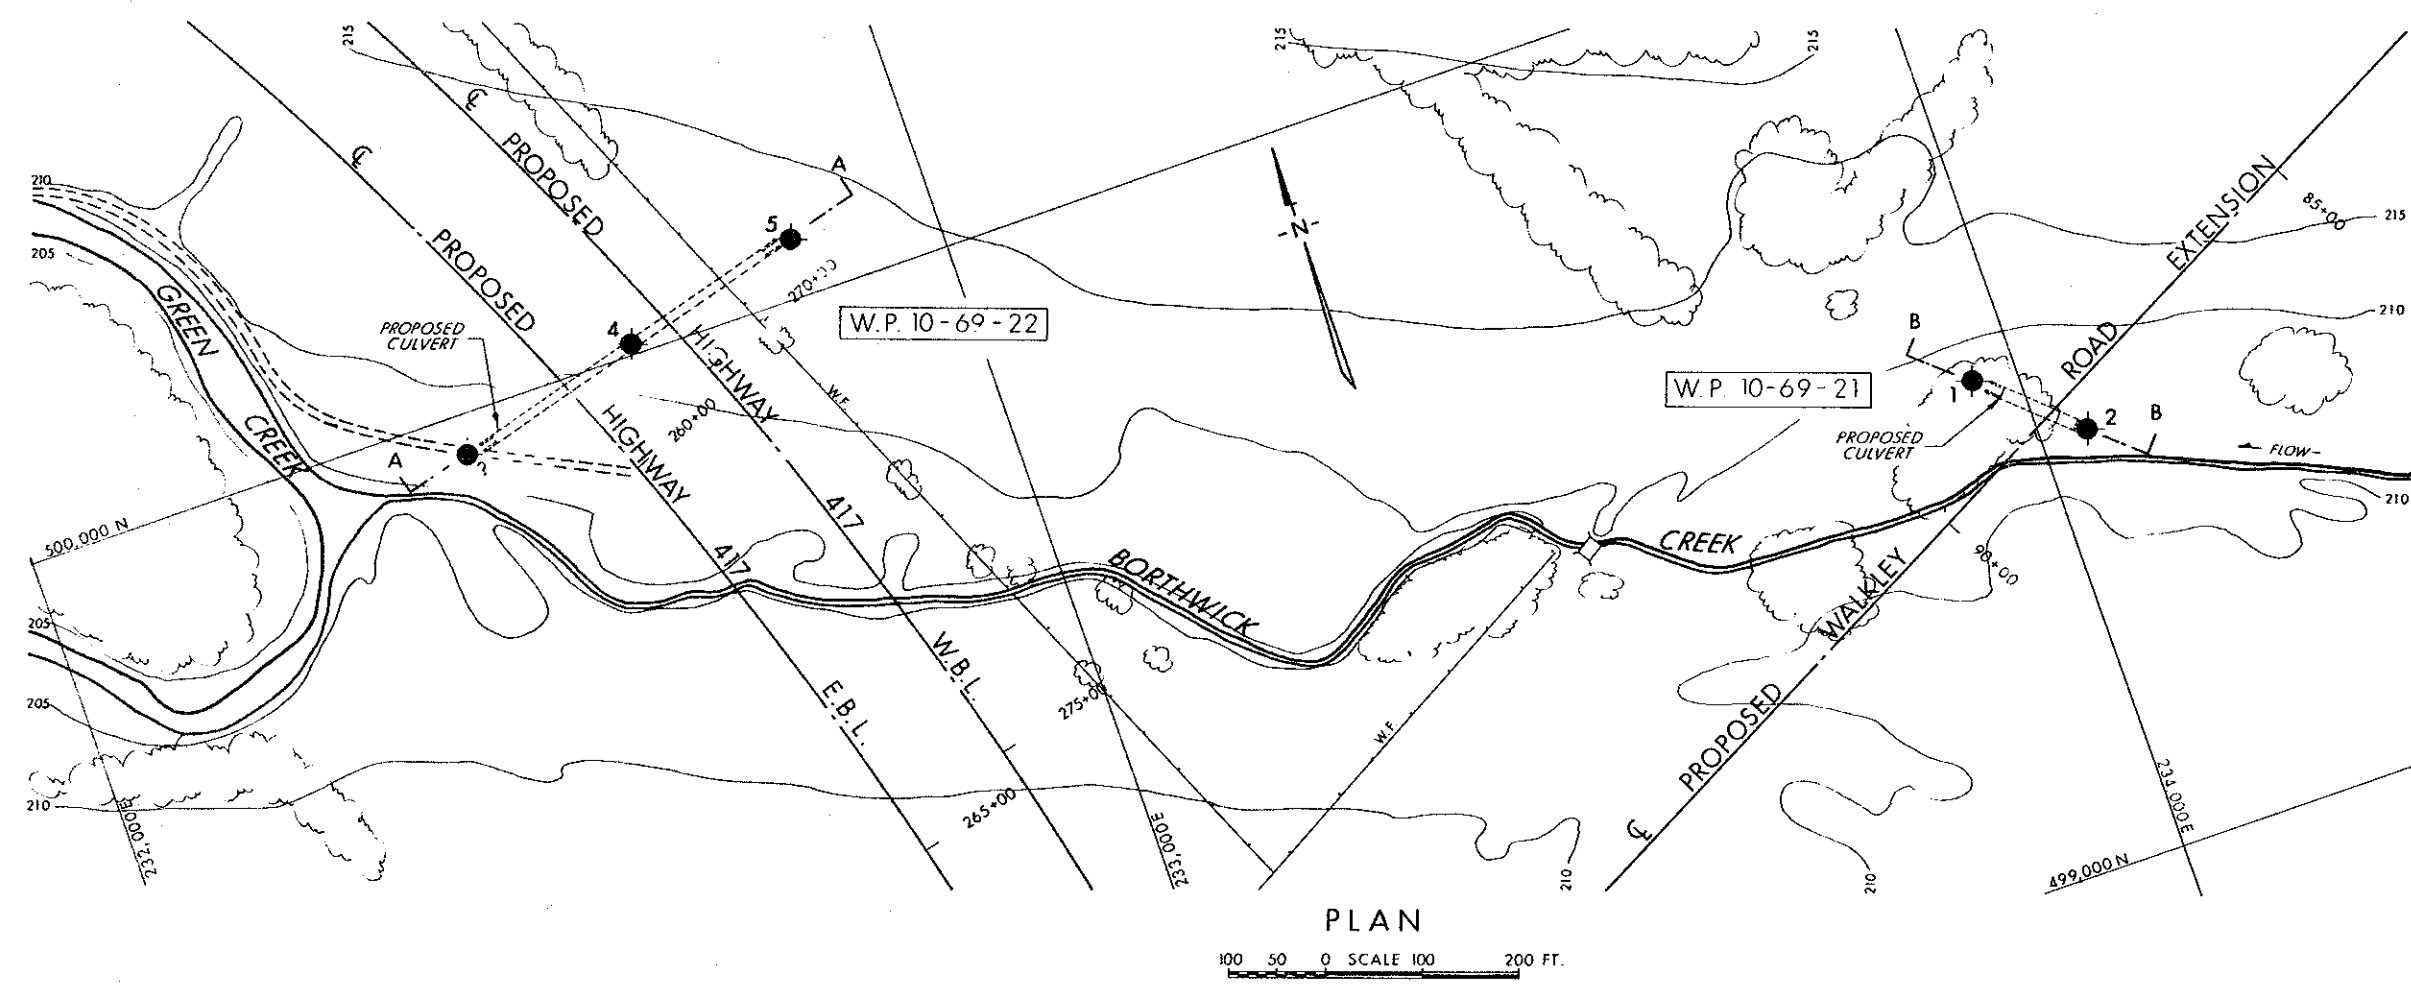 215
215
215
℄
℄
PROPOSED
PROPOSED
A
5
210
205
GREEN
CREEK
PROPOSED
CULVERT
4
270+00
W.P. 10-69-22
N
HIGHWAY
HIGHWAY
W.F.
260+00
A
3
417
417
500,000 N
85+00
215
EXTENSION
ROAD
210
B
W.P. 10-69-21
1
2
B
PROPOSED
CULVERT
FLOW
210
BORTHWICK
CREEK
90+00
WALKLEY
PROPOSED
℄
205
205
210
W.B.L.
E.B.L.
275+00
W.F.
265+00
232,000E
233,000E
234,000E
499,000 N
210
210
PLAN
100 50 0 SCALE 100 200 FT.